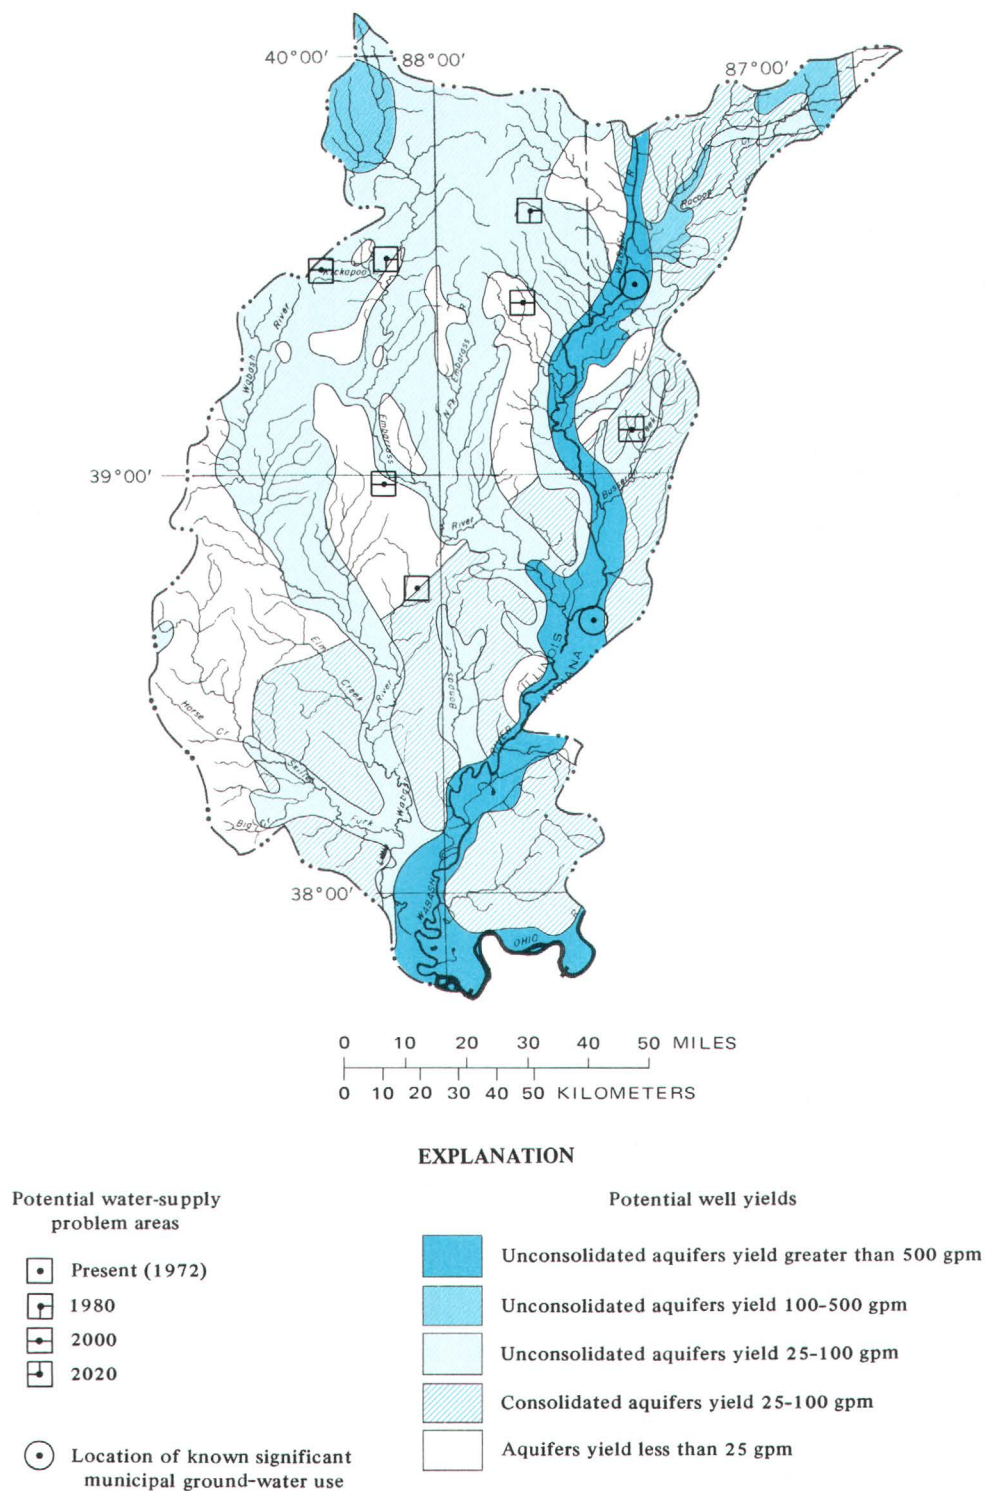 40°00′
88°00′
87°00′
Racoon
WABASH
Kickapoo
River
Wabash
L
N.Fk
Embarass
Embarrass
Creek
39°00′
Busseron
River
ILLINOIS
INDIANA
Elm
Creek
River
Bonpas
Horse
Cr
RIVER
Skillet
Fork
Wabash
Big
Cr
Little
38°00′
WABASH
R
OHIO
R
0 10 20 30 40 50 MILES
0 10 20 30 40 50 KILOMETERS
EXPLANATION
Potential water-supply
problem areas
Present (1972)
1980
2000
2020
Location of known significant
municipal ground-water use
Potential well yields
Unconsolidated aquifers yield greater than 500 gpm
Unconsolidated aquifers yield 100-500 gpm
Unconsolidated aquifers yield 25-100 gpm
Consolidated aquifers yield 25-100 gpm
Aquifers yield less than 25 gpm